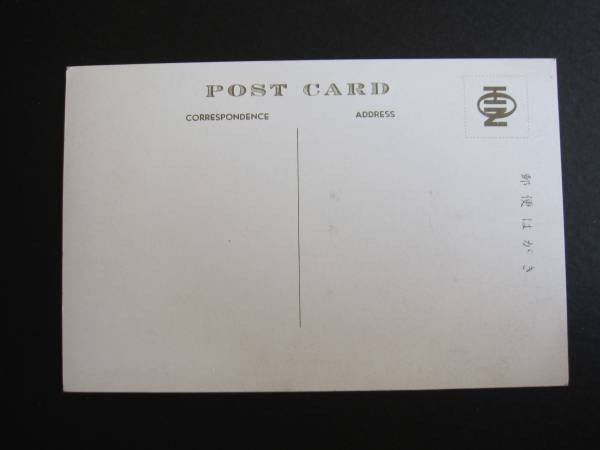 POST CARD
CORRESPONDENCE
ADDRESS
郵便はがき